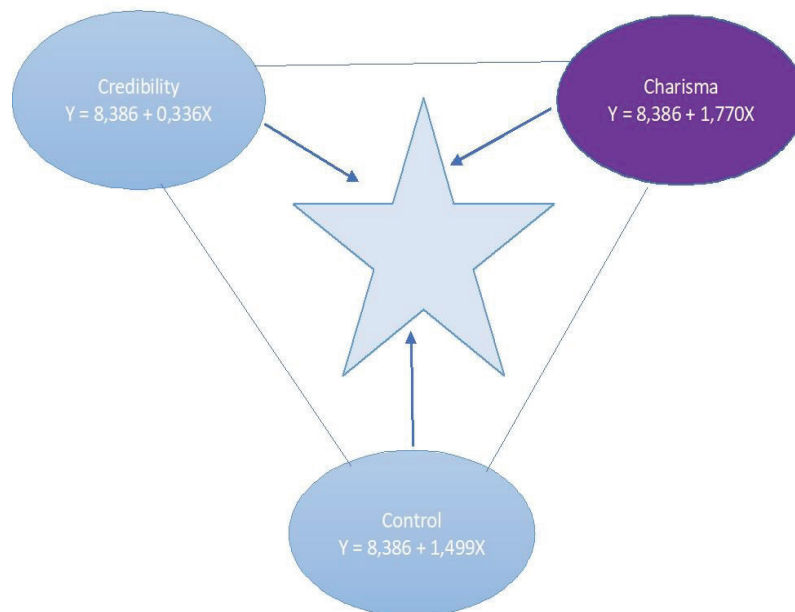 Credibility
Y = 8,386 + 0,336X
Charisma
Y = 8,386 + 1,770X
Control
Y = 8,386 + 1,499X